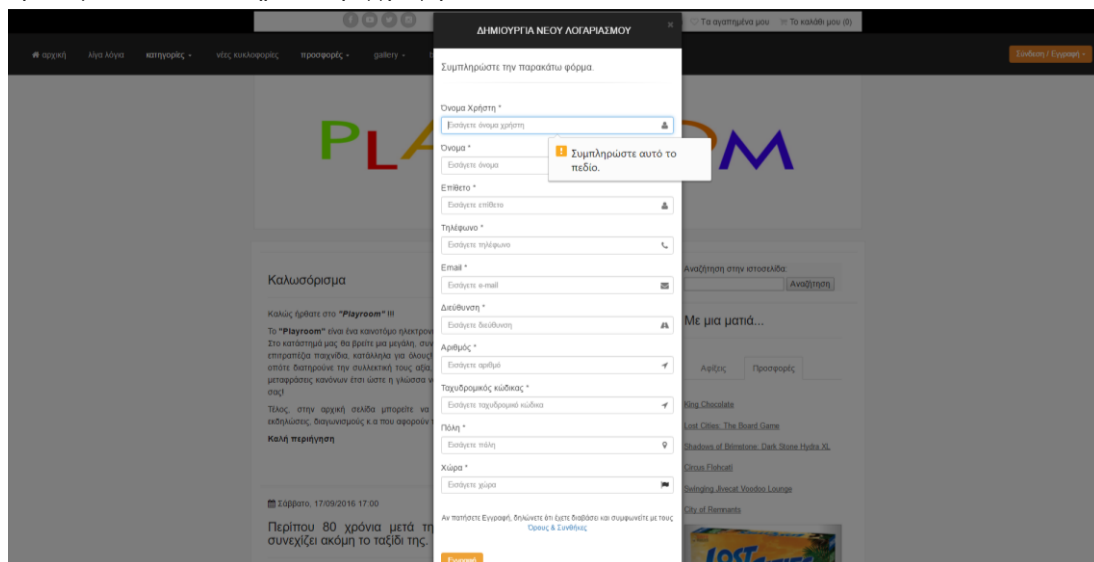 ΔΗΜΙΟΥΡΓΙΑ ΝΕΟΥ ΛΟΓΑΡΙΑΣΜΟΥ
×
Τα αγαπημένα μου
Το καλάθι μου (0)
αρχική
λίγα λόγια
κατηγορίες
νέες κυκλοφορίες
προσφορές
gallery
Σύνδεση / Εγγραφή
Συμπληρώστε την παρακάτω φόρμα.
Όνομα Χρήστη *
Εισάγετε όνομα χρήστη
Συμπληρώστε αυτό το
πεδίο.
Όνομα *
Εισάγετε όνομα
Επίθετο *
Εισάγετε επίθετο
Τηλέφωνο *
Εισάγετε τηλέφωνο
Email *
Εισάγετε e-mail
Διεύθυνση *
Εισάγετε διεύθυνση
Αριθμός *
Εισάγετε αριθμό
Ταχυδρομικός κώδικας *
Εισάγετε ταχυδρομικό κώδικα
Πόλη *
Εισάγετε πόλη
Χώρα *
Εισάγετε χώρα
Αν πατήσετε Εγγραφή, δηλώνετε ότι έχετε διαβάσει και συμφωνείτε με τους
Όρους & Συνθήκες
Εγγραφή
PLA
OM
Καλωσόρισμα
Καλώς ήρθατε στο "Playroom" !!!
Το "Playroom" είναι ένα καινοτόμο
Στο κατάστημά μας θα βρείτε μια μεγάλη,
επιτραπέζια παιχνίδια, κατάλληλα για
οπότε διατηρούνε την συλλεκτική τους αξία
μεταφράσεις κανόνων έτσι ώστε η γλώσσα
σας!
Τέλος, στην αρχική σελίδα μπορείτε να
εκδηλώσεις, διαγωνισμούς κ.α που αφορούν
Καλή περιήγηση
Σάββατο, 17/09/2016 17:00
Περίπου 80 χρόνια μετά τη
συνεχίζει ακόμη το ταξίδι της.
Αναζήτηση στην ιστοσελίδα:
Αναζήτηση
Με μια ματιά...
Αφίξεις
Προσφορές
King Chocolate
Lost Cities: The Board Game
Shadows of Brimstone: Dark Stone Hydra XL
Circus Flohcati
Swinging Jivecat Voodoo Lounge
City of Remnants
LOST